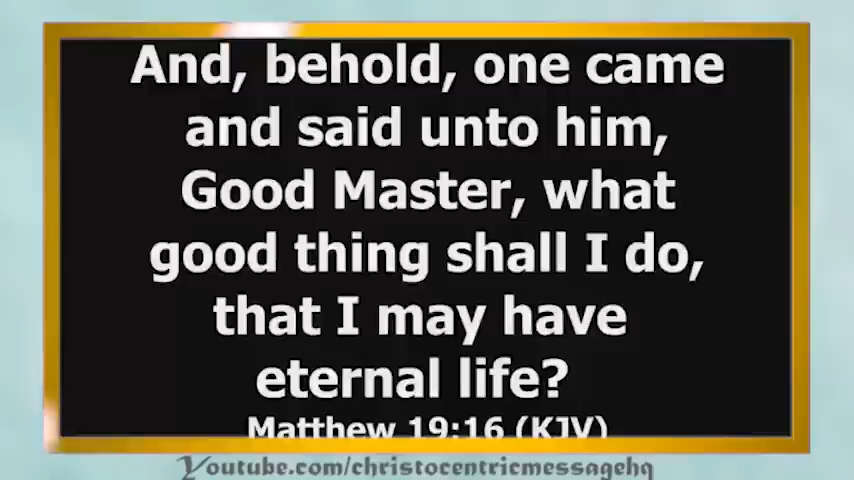 And, behold, one came
and said unto him,
Good Master, what
good thing shall I do,
that I may have
eternal life?
Matthew 19:16 (KJV)
Youtube.com/christocentricmessagehq